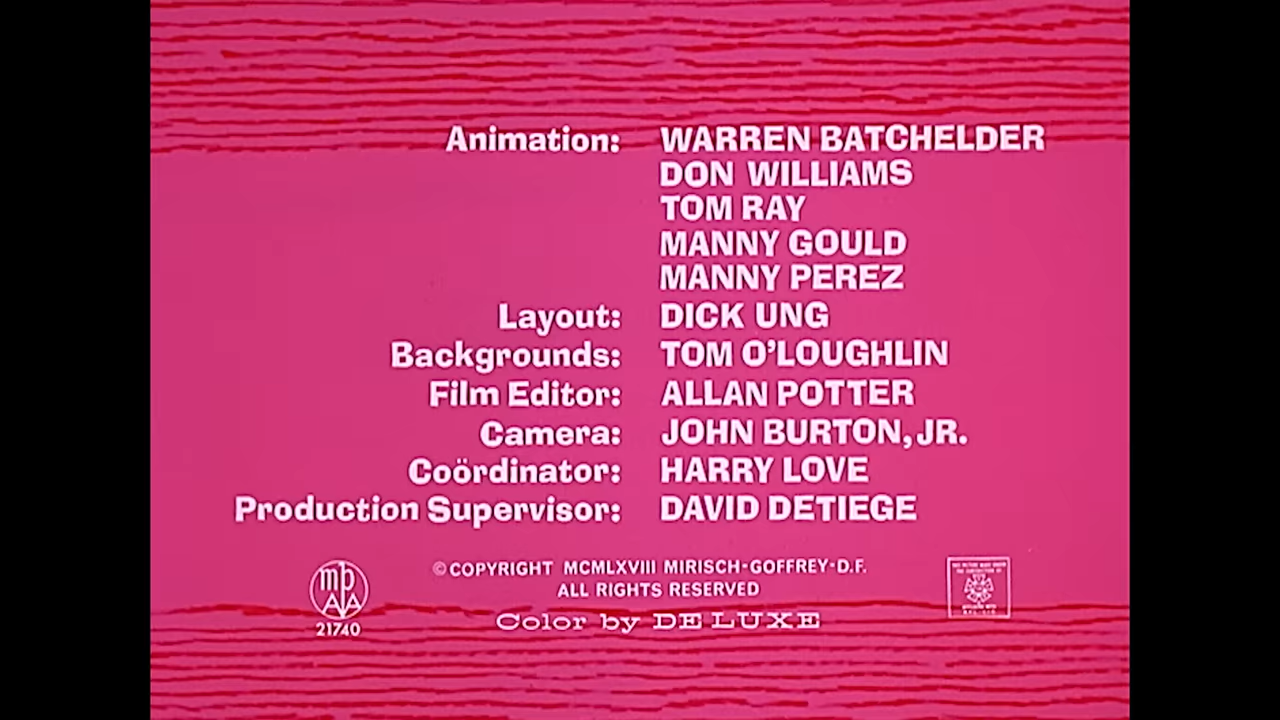 Animation: WARREN BATCHELDER
DON WILLIAMS
TOM RAY
MANNY GOULD
MANNY PEREZ
Layout: DICK UNG
Backgrounds: TOM O'LOUGHLIN
Film Editor: ALLAN POTTER
Camera: JOHN BURTON, JR.
Coördinator: HARRY LOVE
Production Supervisor: DAVID DETIEGE
©COPYRIGHT MCMLXVIII MIRISCH-GOFFREY-D.F.
ALL RIGHTS RESERVED
Color by DE LUXE
mpAA
21740